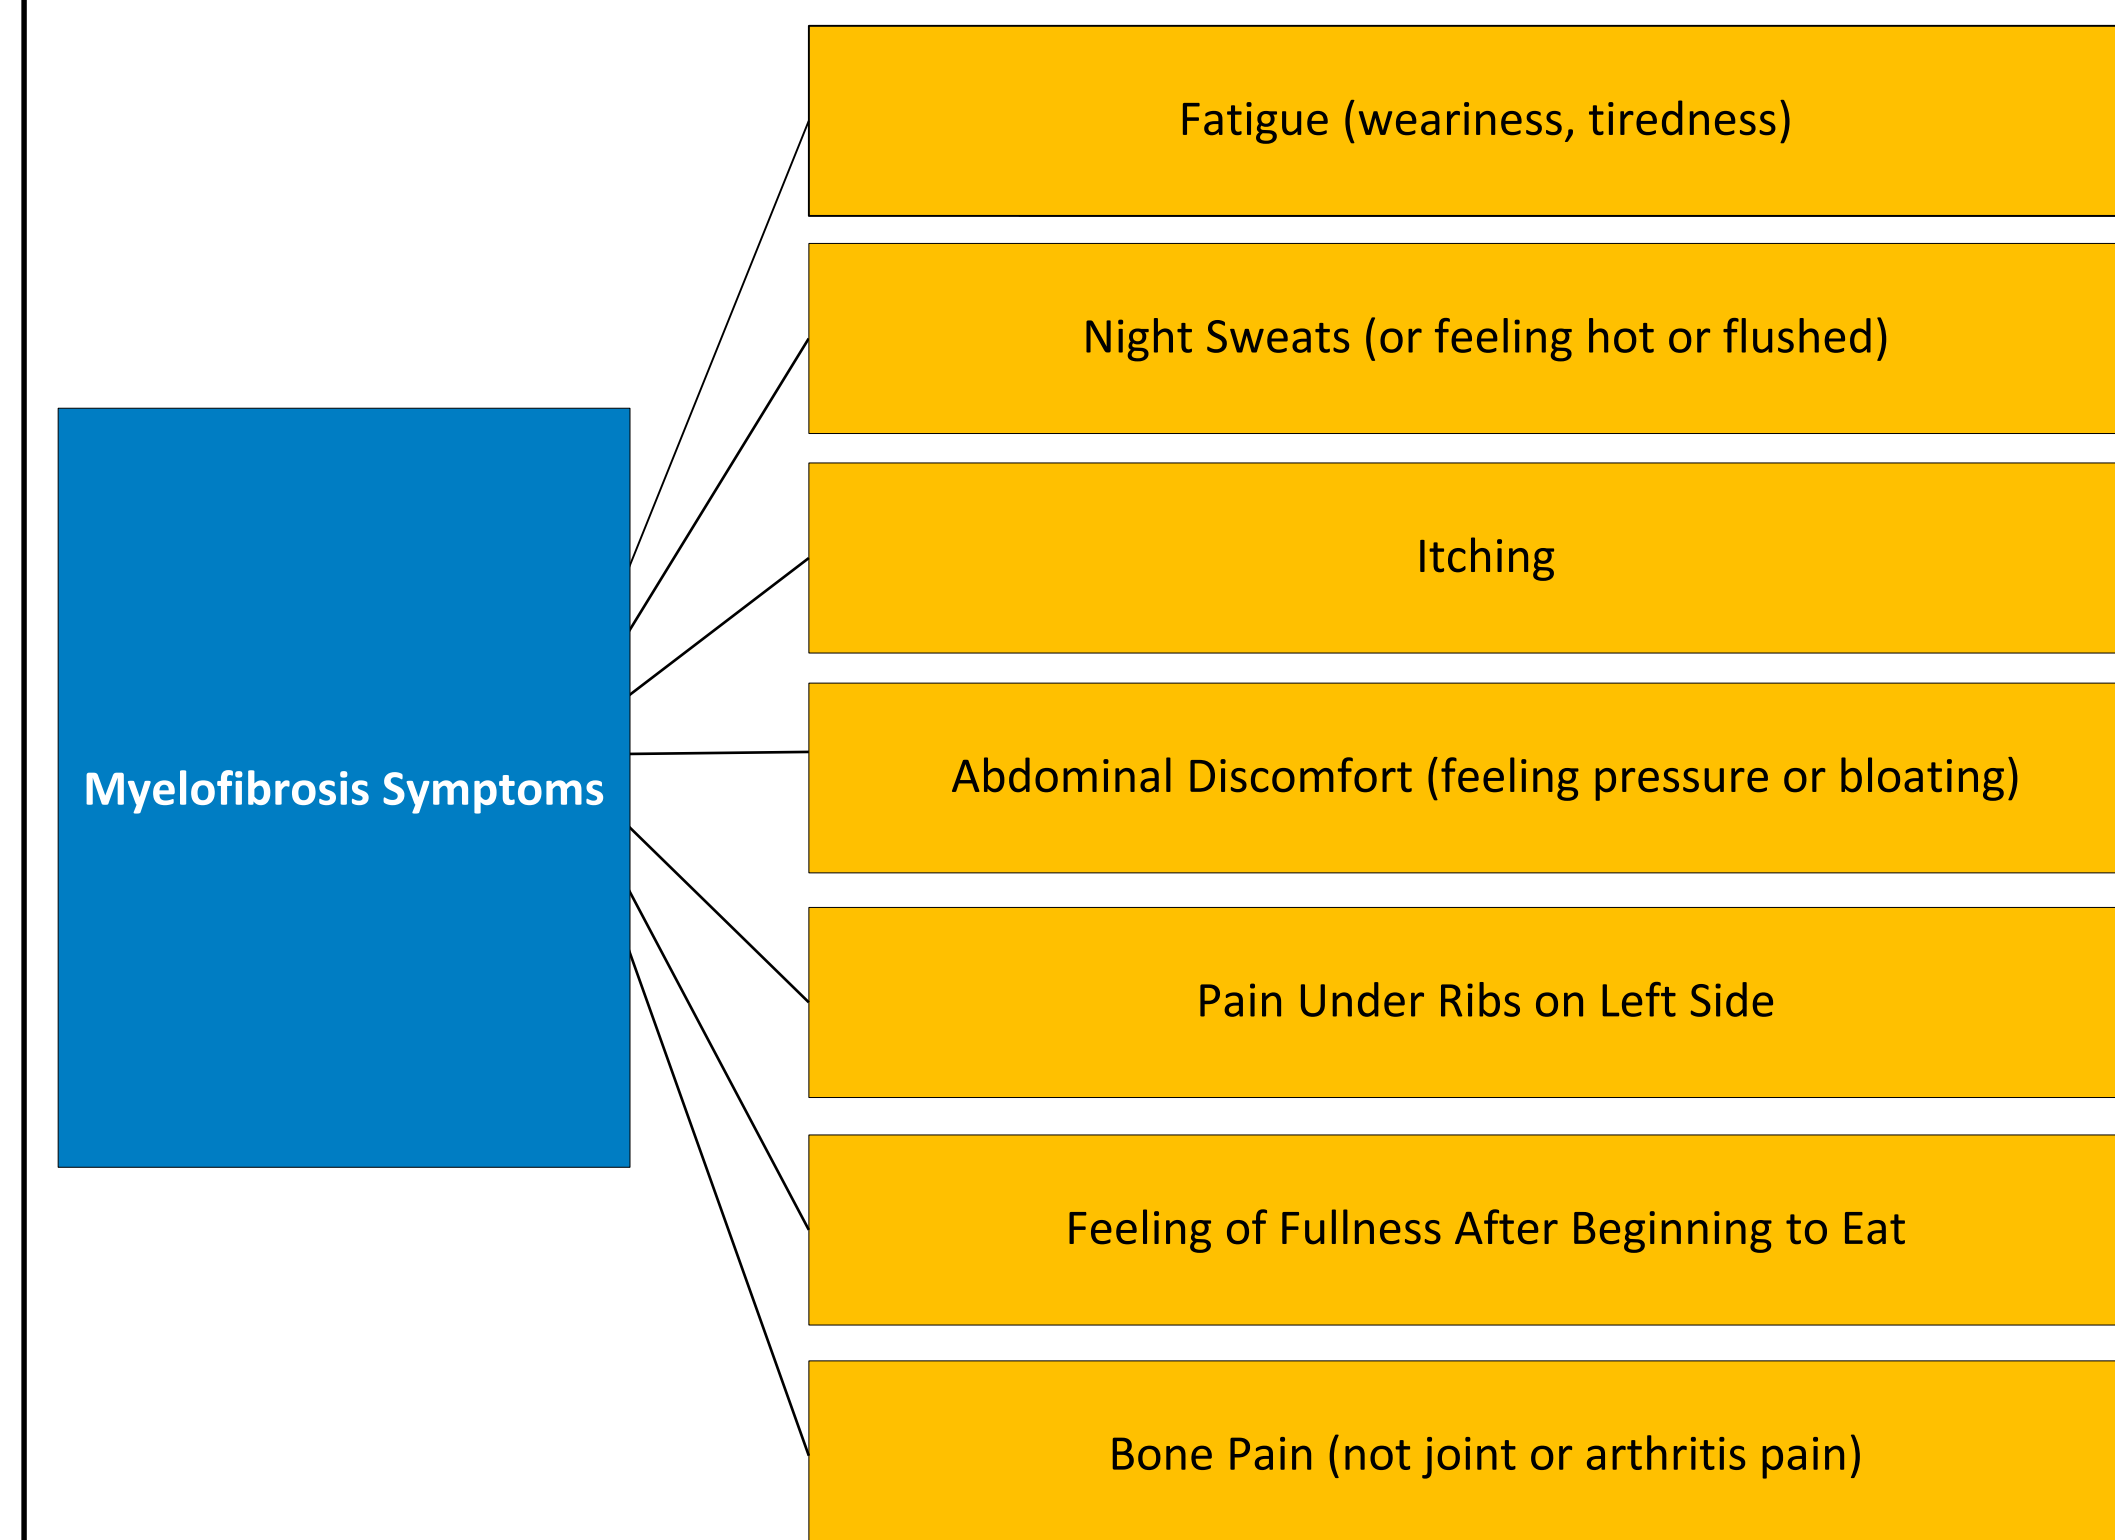 Fatigue (weariness, tiredness)
Night Sweats (or feeling hot or flushed)
Itching
Myelofibrosis Symptoms
Abdominal Discomfort (feeling pressure or bloating)
Pain Under Ribs on Left Side
Feeling of Fullness After Beginning to Eat
Bone Pain (not joint or arthritis pain)